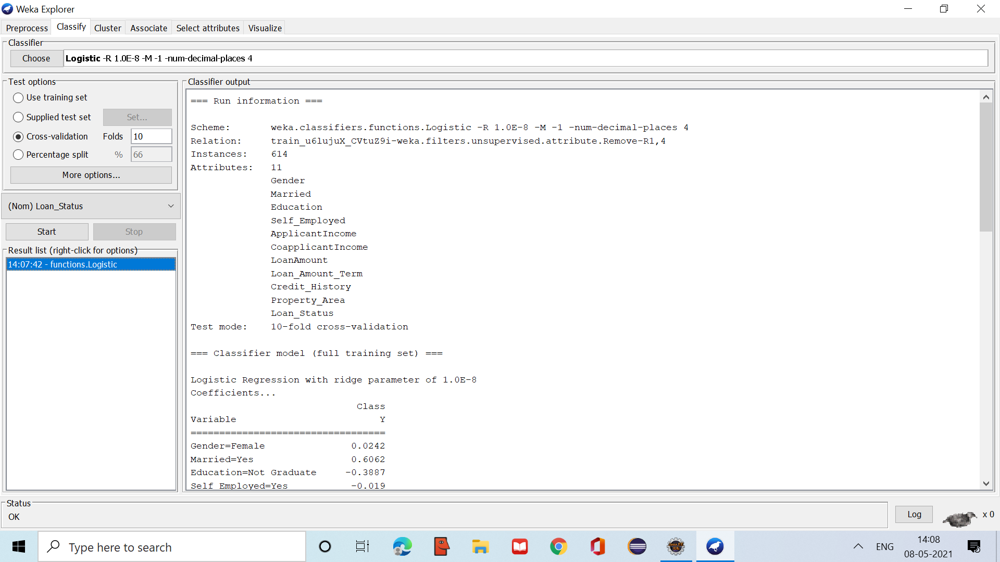 Weka Explorer
Preprocess Classify Cluster Associate Select attributes Visualize
Classifier
Choose Logistic -R 1.0E-8 -M -1 -num-decimal-places 4
Test options
Use training set
Supplied test set Set...
Cross-validation Folds 10
Percentage split % 66
More options...
(Nom) Loan_Status
Start Stop
Result list (right-click for options)
14:07:42 - functions.Logistic
Classifier output
=== Run information ===
Scheme: weka.classifiers.functions.Logistic -R 1.0E-8 -M -1 -num-decimal-places 4
Relation: train_u6lujuX_CVtuZ9i-weka.filters.unsupervised.attribute.Remove-R1,4
Instances: 614
Attributes: 11
Gender
Married
Education
Self_Employed
ApplicantIncome
CoapplicantIncome
LoanAmount
Loan_Amount_Term
Credit_History
Property_Area
Loan_Status
Test mode: 10-fold cross-validation
=== Classifier model (full training set) ===
Logistic Regression with ridge parameter of 1.0E-8
Coefficients...
Class
Variable Y
==================================
Gender=Female 0.0242
Married=Yes 0.6062
Education=Not Graduate -0.3887
Self_Employed=Yes -0.019
Status
OK
Log x 0
Type here to search
Java EE
IDE
ENG
14:08
08-05-2021